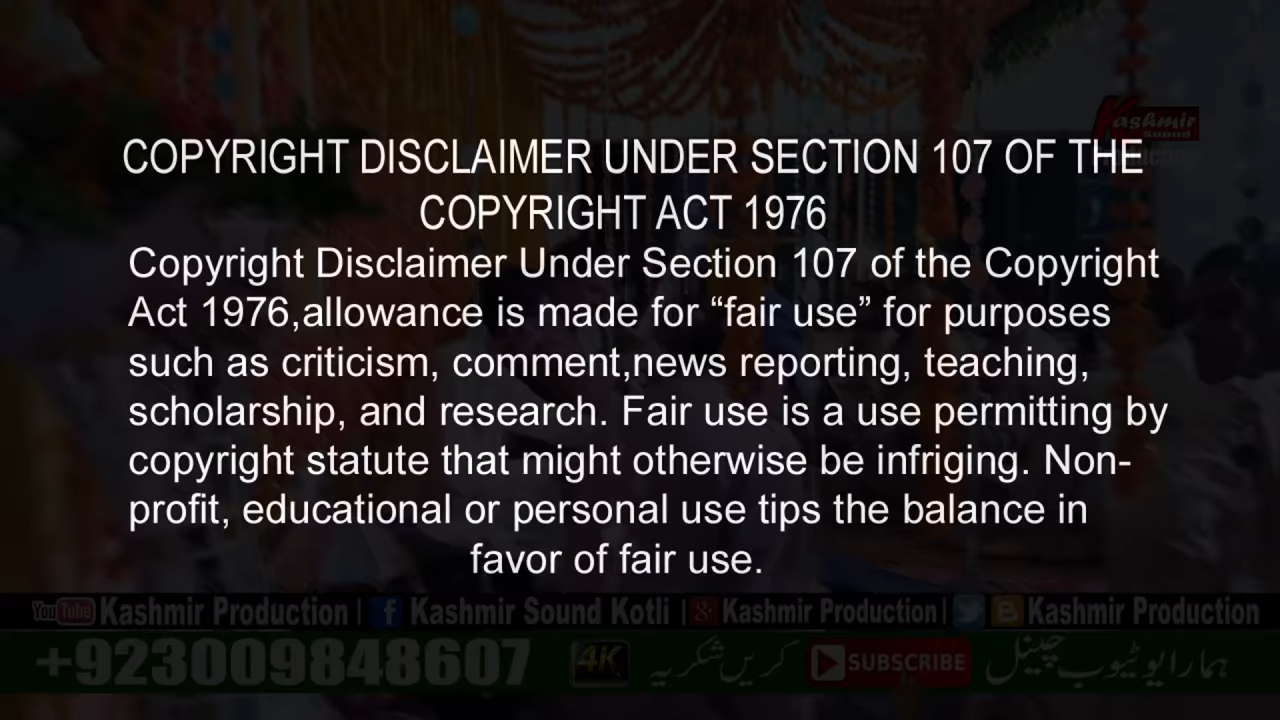 Kashmir
Sound
COPYRIGHT DISCLAIMER UNDER SECTION 107 OF THE
COPYRIGHT ACT 1976
Copyright Disclaimer Under Section 107 of the Copyright
Act 1976,allowance is made for “fair use” for purposes
such as criticism, comment,news reporting, teaching,
scholarship, and research. Fair use is a use permitting by
copyright statute that might otherwise be infriging. Non-
profit, educational or personal use tips the balance in
favor of fair use.
YouTube Kashmir Production | f Kashmir Sound Kotli | g+ Kashmir Production | Kashmir Production
+923009848607 4K کریں شکریہ SUBSCRIBE ہمارا یوٹیوب چینل